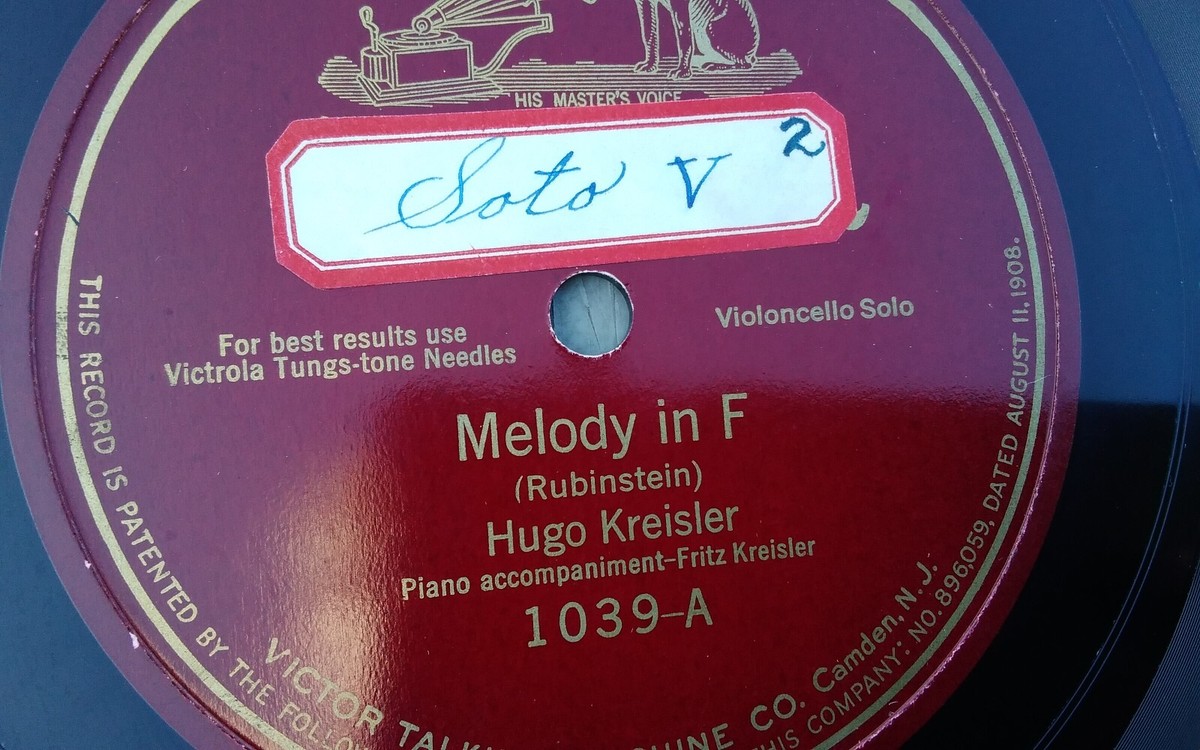 HIS MASTER'S VOICE
Soto V 2
For best results use
Victrola Tungs-tone Needles
Violoncello Solo
Melody in F
(Rubinstein)
Hugo Kreisler
Piano accompaniment-Fritz Kreisler
1039-A
VICTOR CO. Camden, N.J.
THIS RECORD IS PATENTED BY THE THIS COMPANY: NO. 896,059, DATED AUGUST 11, 1908.